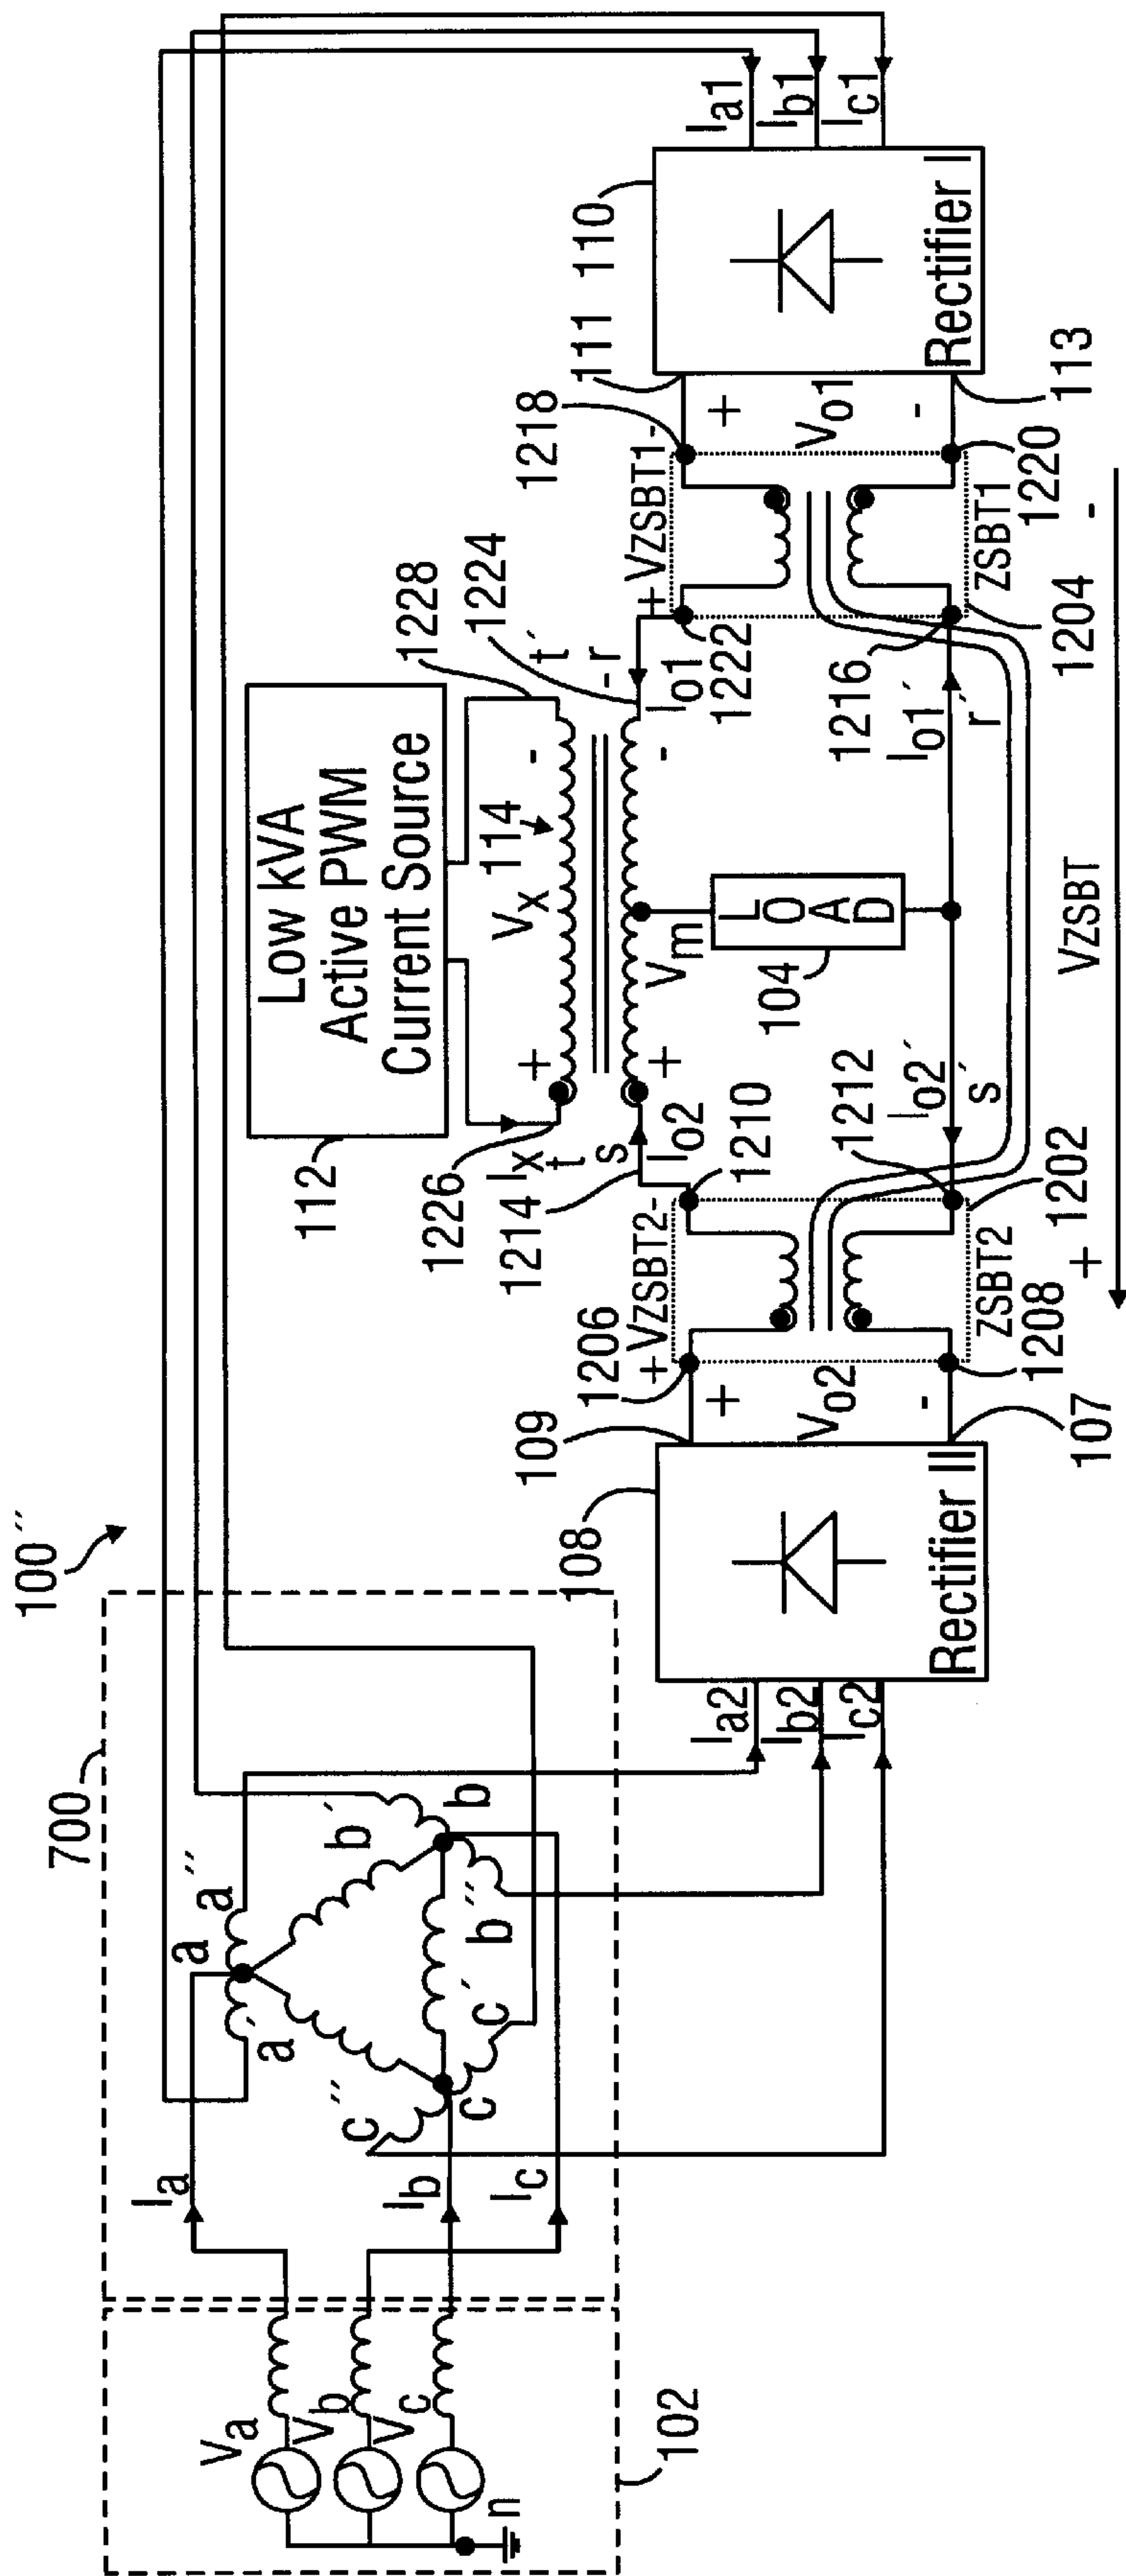 100''
700
102
Va
Vb
Vc
n
Ia
Ib
Ic
a
a'
a''
b
b'
b''
c
c'
c''
Ia2
Ib2
Ic2
108
Rectifier II
109
107
+
Vo2
-
1206
1208
+ VZSBT2 -
ZSBT2
1202
1210
1212
1214
s
Io2
Io2'
s'
112
Low kVA
Active PWM
Current Source
1226
Ix
t
+ Vx -
114
1228
t'
1224
- r
+
-
Vm
LOAD
104
Io1
1222
1216
Io1'
r'
+ VZSBT1 -
ZSBT1
1204
1218
1220
111
113
+
Vo1
-
110
Rectifier I
Ia1
Ib1
Ic1
+ VZSBT -